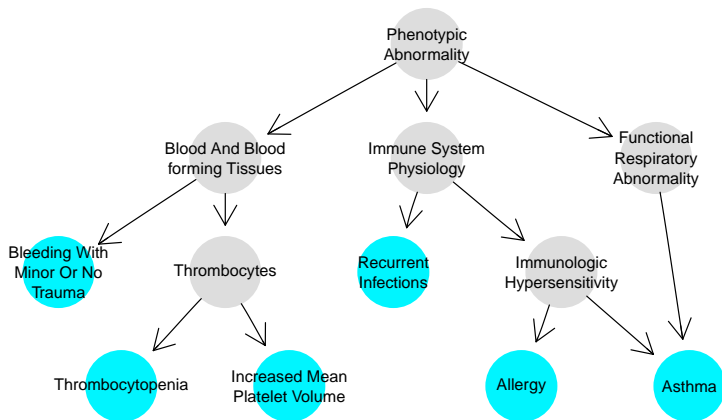 Phenotypic
Abnormality
Blood And Blood
forming Tissues
Immune System
Physiology
Functional
Respiratory
Abnormality
Bleeding With
Minor Or No
Trauma
Thrombocytes
Recurrent
Infections
Immunologic
Hypersensitivity
Thrombocytopenia
Increased Mean
Platelet Volume
Allergy
Asthma